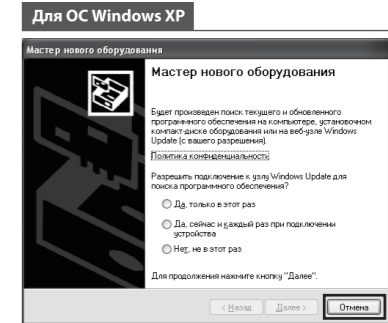 Для ОС Windows XP
Мастер нового оборудования
Мастер нового оборудования
Будет произведен поиск текущего и обновленного
программного обеспечения на компьютере, установочном
компакт-диске оборудования или на веб-узле Windows
Update (с вашего разрешения).
Политика конфиденциальности
Разрешить подключение к узлу Windows Update для
поиска программного обеспечения?
Да, только в этот раз
Да, сейчас и каждый раз при подключении
устройства
Нет, не в этот раз
Для продолжения нажмите кнопку "Далее".
< Назад Далее > Отмена